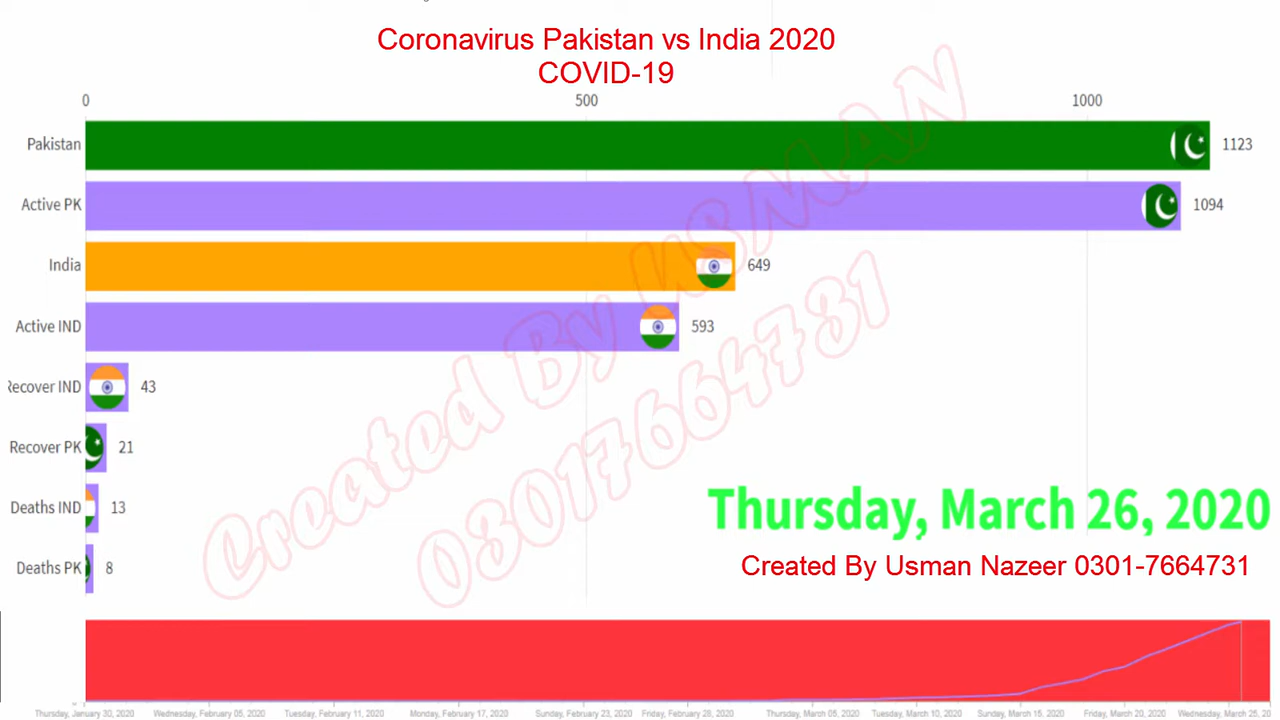 Coronavirus Pakistan vs India 2020
COVID-19
0 500 1000
Pakistan 1123
Active PK 1094
India 649
Active IND 593
Recover IND 43
Recover PK 21
Deaths IND 13
Deaths PK 8
Created By USMAN
03017664731
Thursday, March 26, 2020
Created By Usman Nazeer 0301-7664731
Thursday, January 30, 2020 Wednesday, February 05, 2020 Tuesday, February 11, 2020 Monday, February 17, 2020 Sunday, February 23, 2020 Friday, February 28, 2020 Thursday, March 05, 2020 Tuesday, March 10, 2020 Sunday, March 15, 2020 Friday, March 20, 2020 Wednesday, March 25, 20